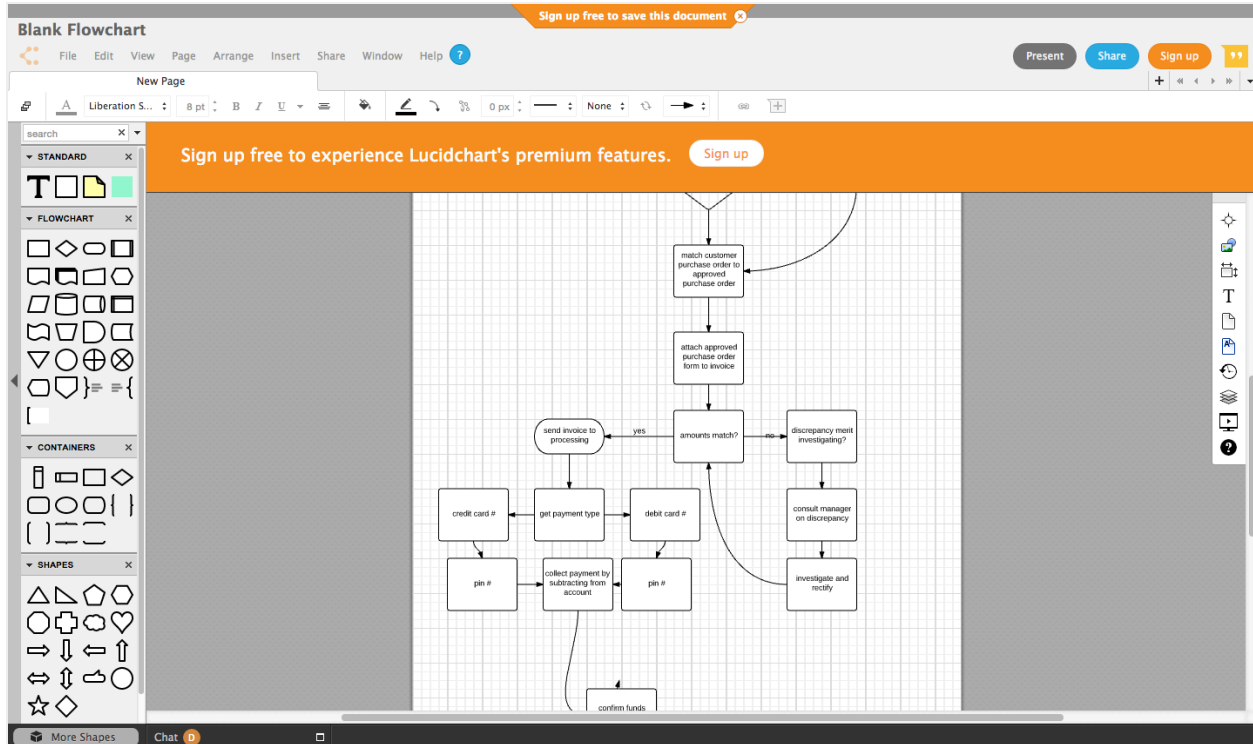 Sign up free to save this document
Blank Flowchart
File Edit View Page Arrange Insert Share Window Help ?
Present Share Sign up
New Page
A Liberation S... 8 pt B I U 0 px None
search
Sign up free to experience Lucidchart's premium features. Sign up
STANDARD
T
FLOWCHART
CONTAINERS
SHAPES
match customer
purchase order to
approved
purchase order
attach approved
purchase order
form to invoice
send invoice to
processing
yes
amounts match?
no
discrepancy merit
investigating?
credit card #
get payment type
debit card #
consult manager
on discrepancy
pin #
collect payment by
subtracting from
account
pin #
investigate and
rectify
confirm funds
T
A
?
More Shapes Chat D